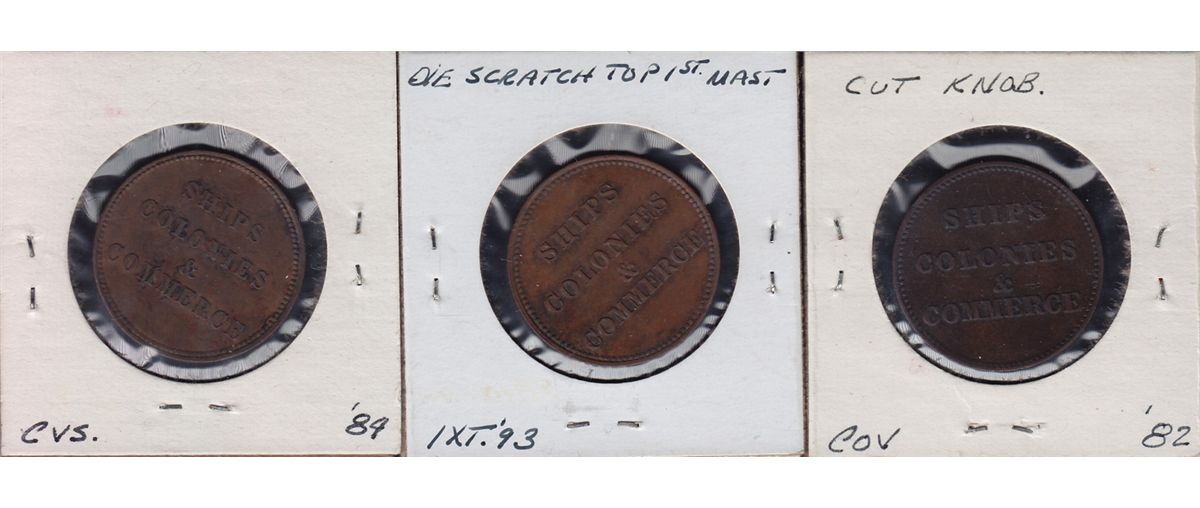 SHIPS
COLONIES
&
COMMERCE
CVS. '84
DIE SCRATCH TOP 1ST. MAST
SHIPS
COLONIES
&
COMMERCE
IXT. '93
CUT KNOB.
SHIPS
COLONIES
&
COMMERCE
COV '82